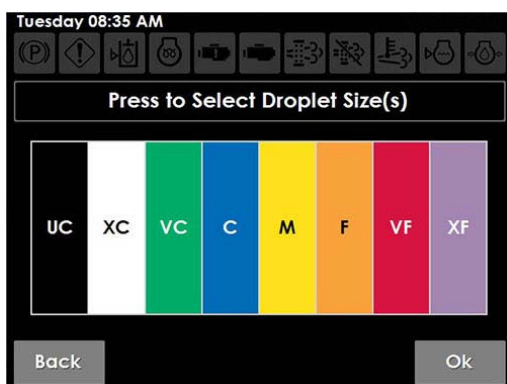 Tuesday 08:35 AM
(P)
Press to Select Droplet Size(s)
UC XC VC C M F VF XF
Back Ok